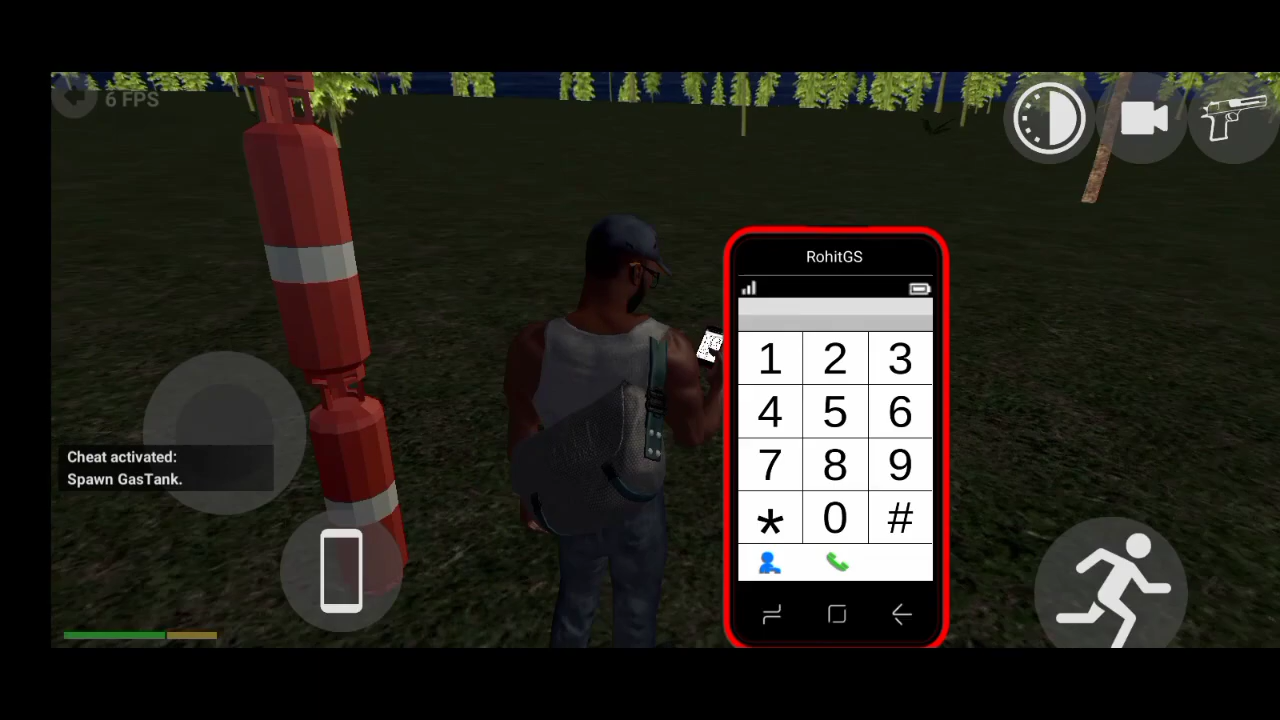 6 FPS
RohitGS
1 2 3
4 5 6
7 8 9
* 0 #
Cheat activated:
Spawn GasTank.